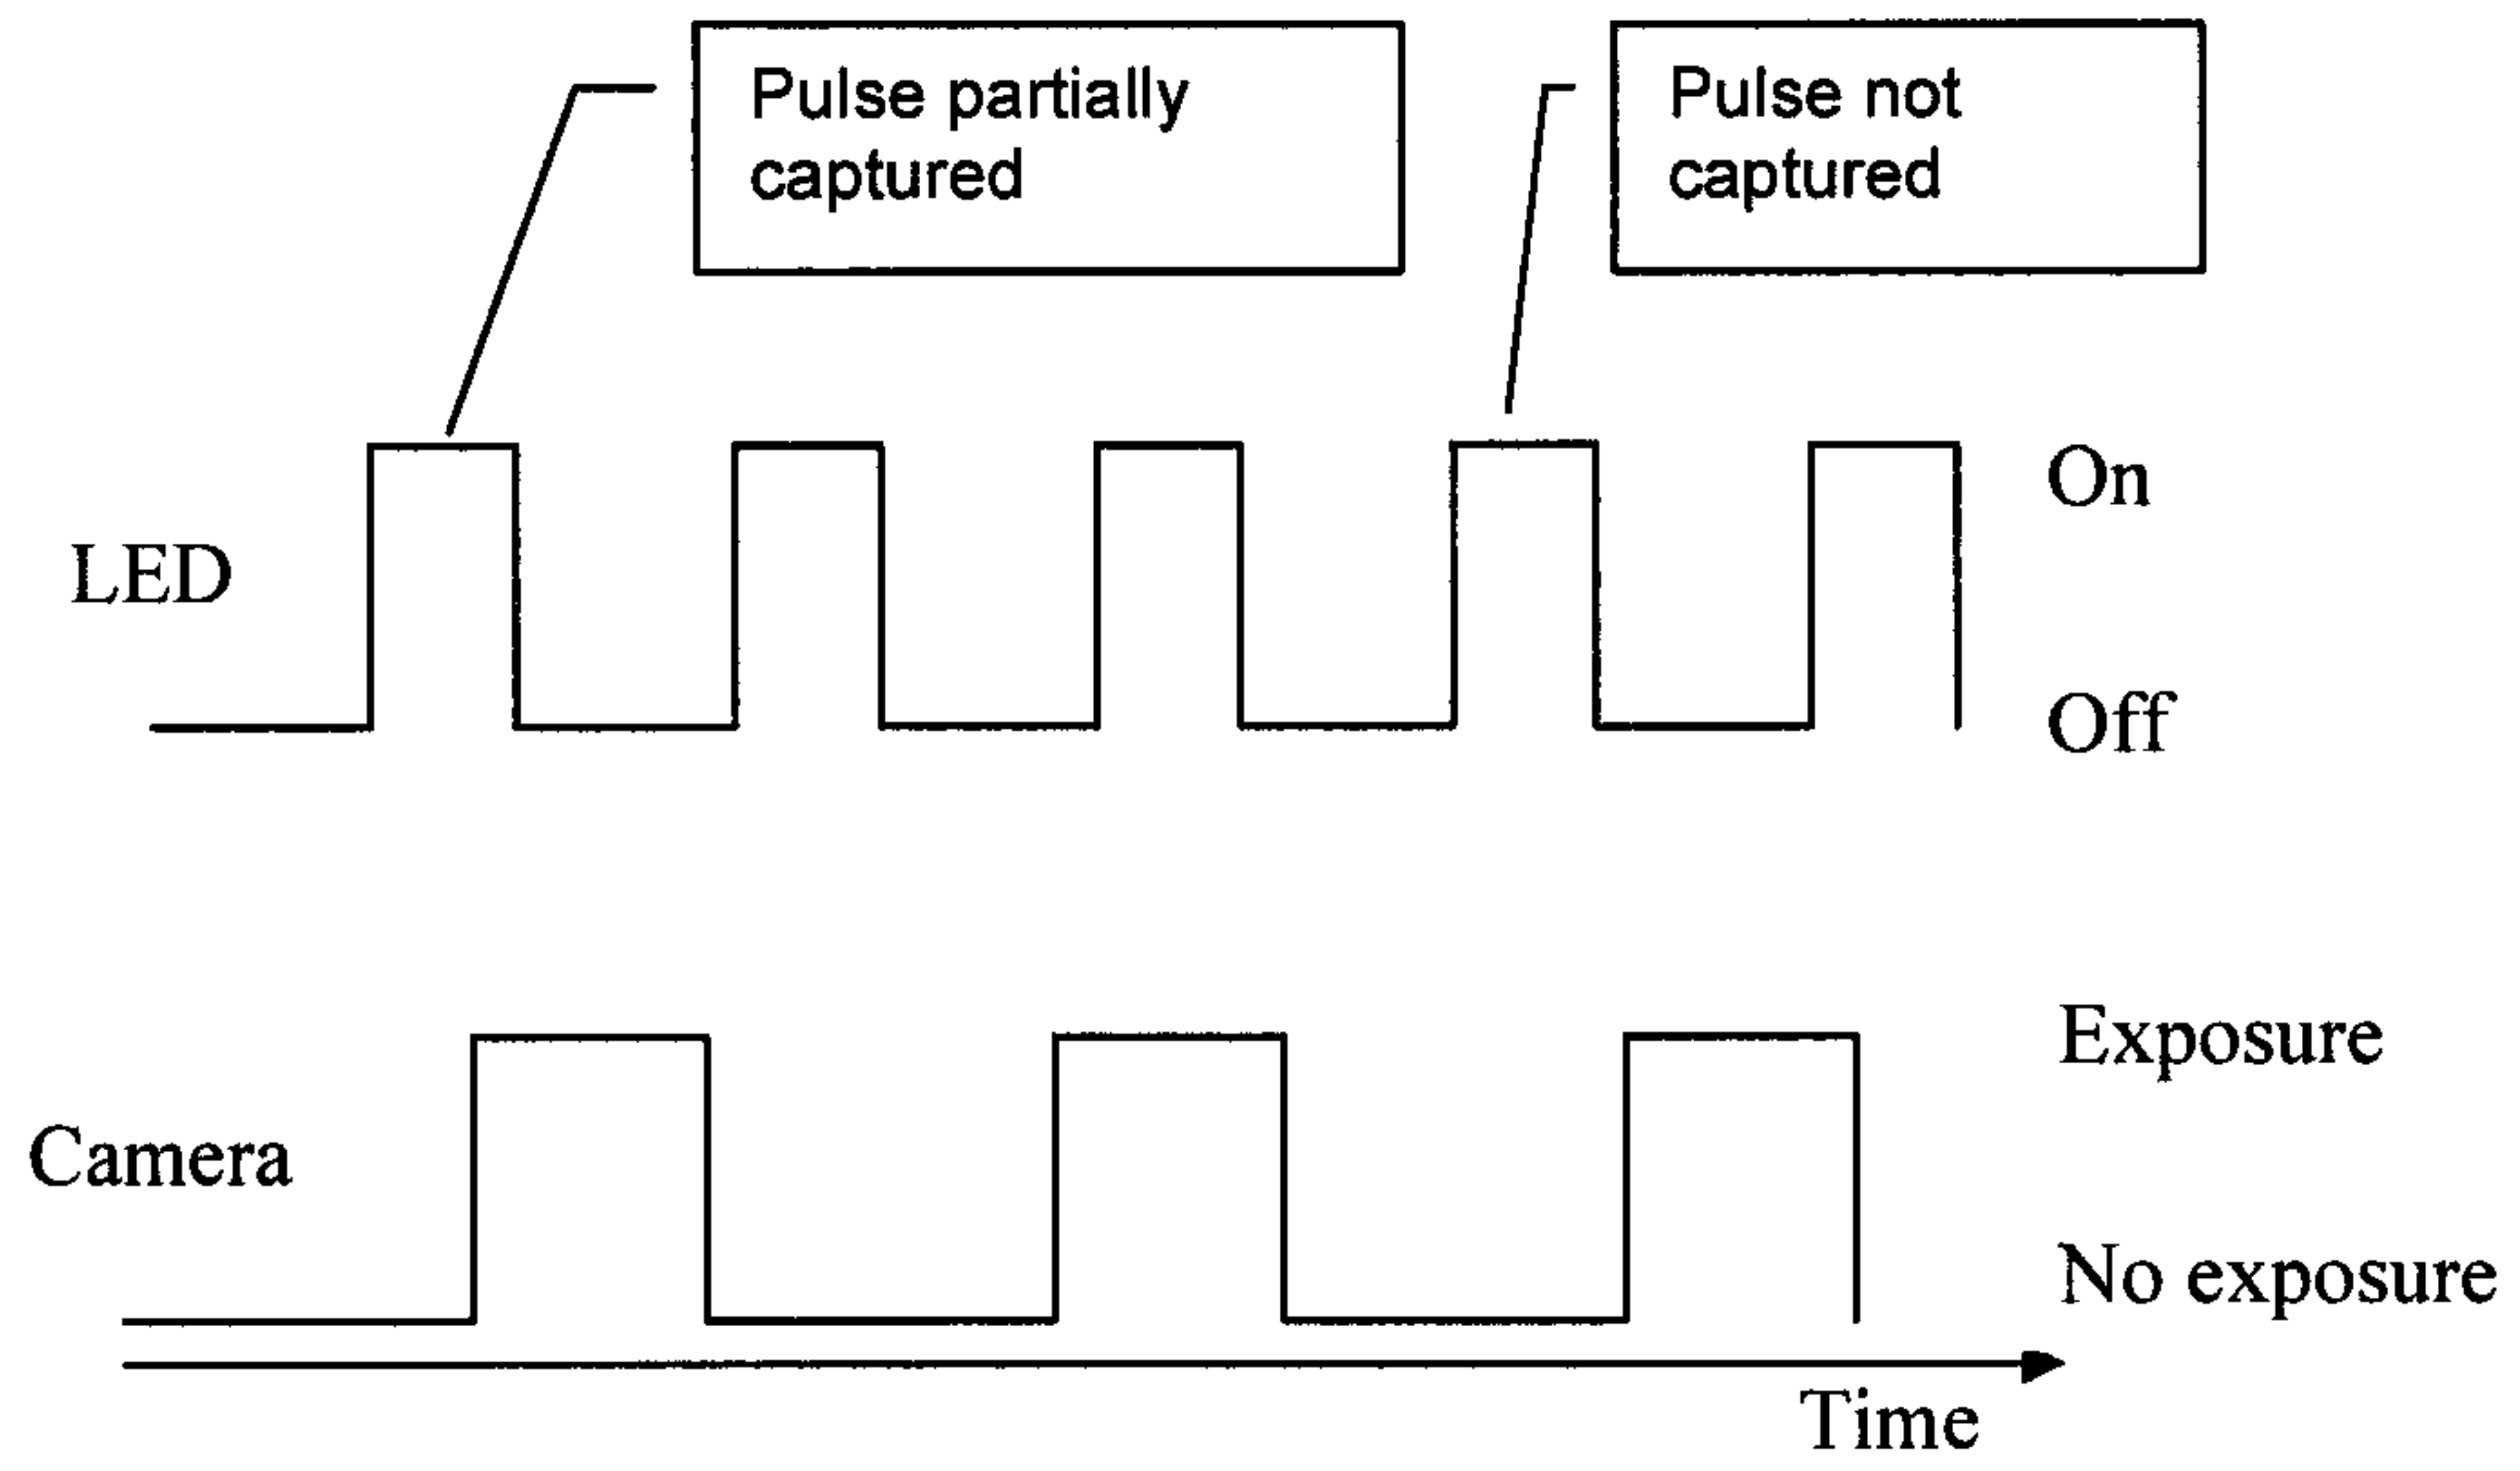 Pulse partially
captured
Pulse not
captured
On
LED
Off
Exposure
Camera
No exposure
Time